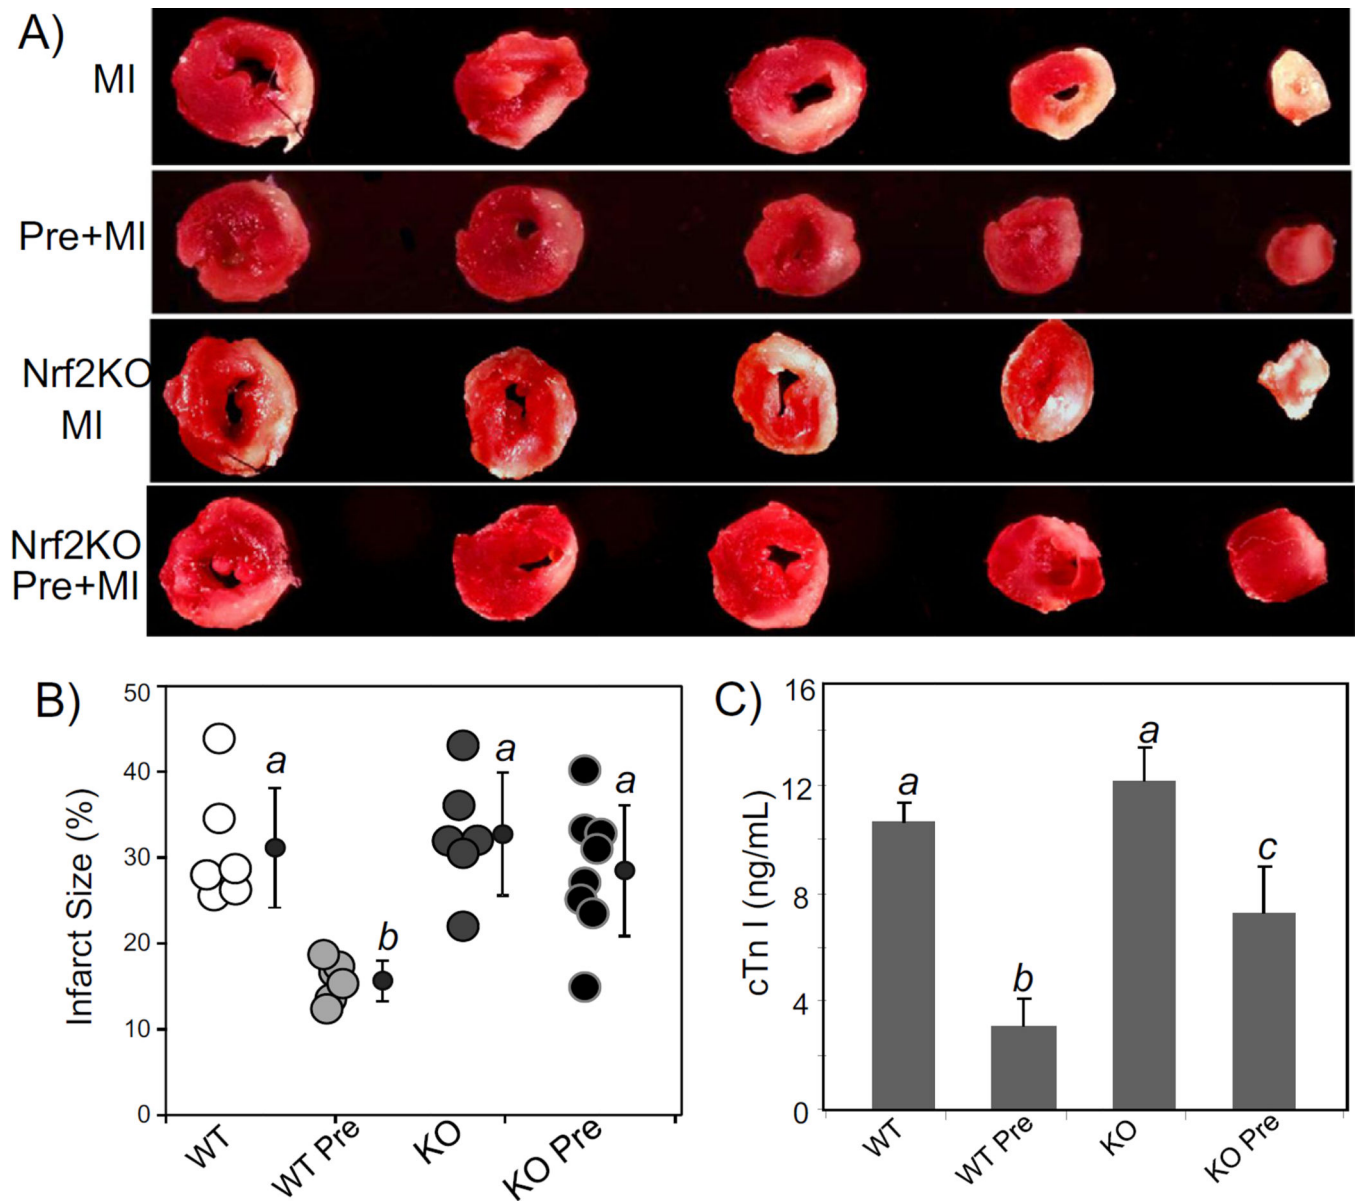 A)
MI
Pre+MI
Nrf2KO
MI
Nrf2KO
Pre+MI
B)
Infarct Size (%)
50
40
30
20
10
0
a
b
a
a
WT
WT Pre
KO
KO Pre
C)
cTn I (ng/mL)
16
12
8
4
0
a
b
a
c
WT
WT Pre
KO
KO Pre